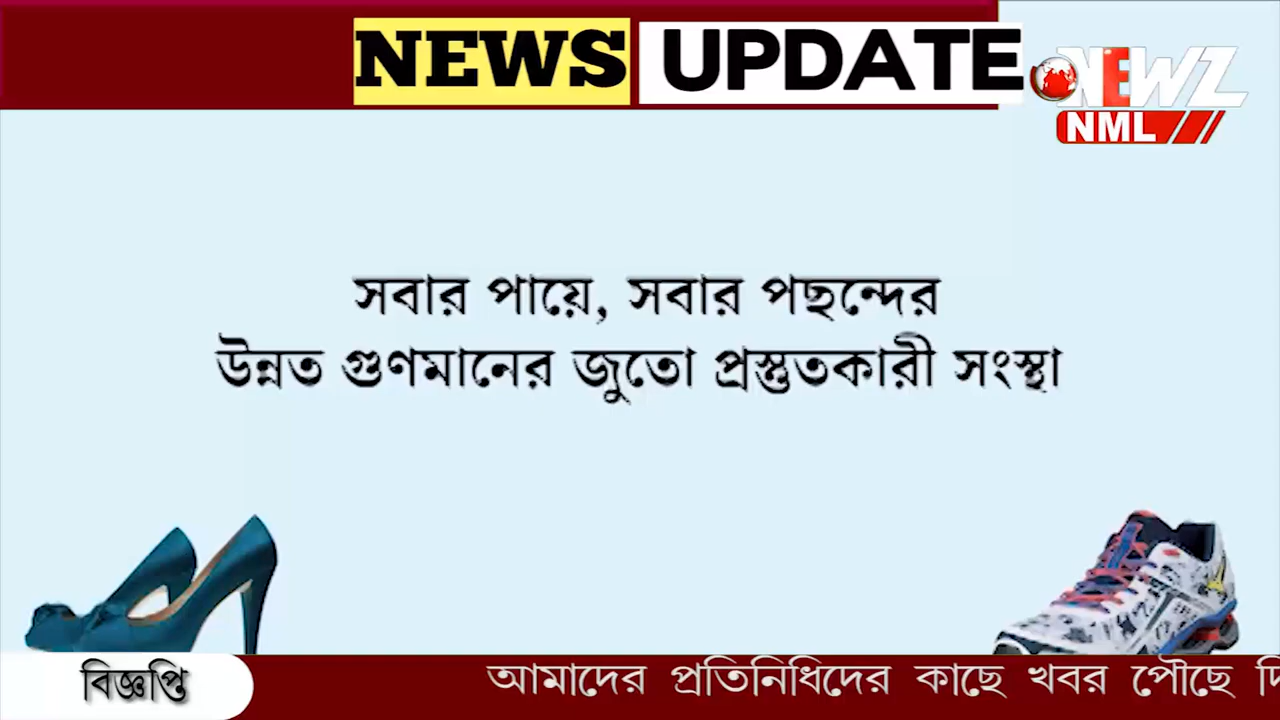 NEWS UPDATE
NEWZ
NML
সবার পায়ে, সবার পছন্দের
উন্নত গুণমানের জুতো প্রস্তুতকারী সংস্থা
বিজ্ঞপ্তি
আমাদের প্রতিনিধিদের কাছে খবর পৌছে